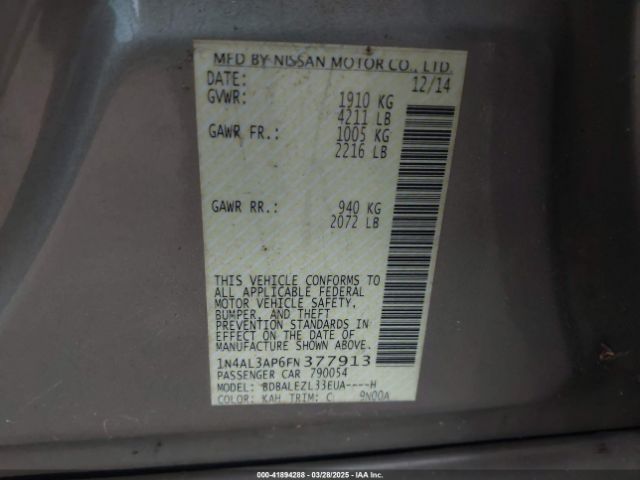 MFD BY NISSAN MOTOR CO., LTD.
DATE: 12/14
GVWR: 1910 KG
4211 LB
GAWR FR.: 1005 KG
2216 LB
GAWR RR.: 940 KG
2072 LB
THIS VEHICLE CONFORMS TO
ALL APPLICABLE FEDERAL
MOTOR VEHICLE SAFETY,
BUMPER, AND THEFT
PREVENTION STANDARDS IN
EFFECT ON THE DATE OF
MANUFACTURE SHOWN ABOVE.
1N4AL3AP6FN377913
PASSENGER CAR 790054
MODEL: BDBALEZL33EUA----H
COLOR: KAH TRIM: C 9N00A
000-41894288 - 03/28/2025 - IAAI.COM